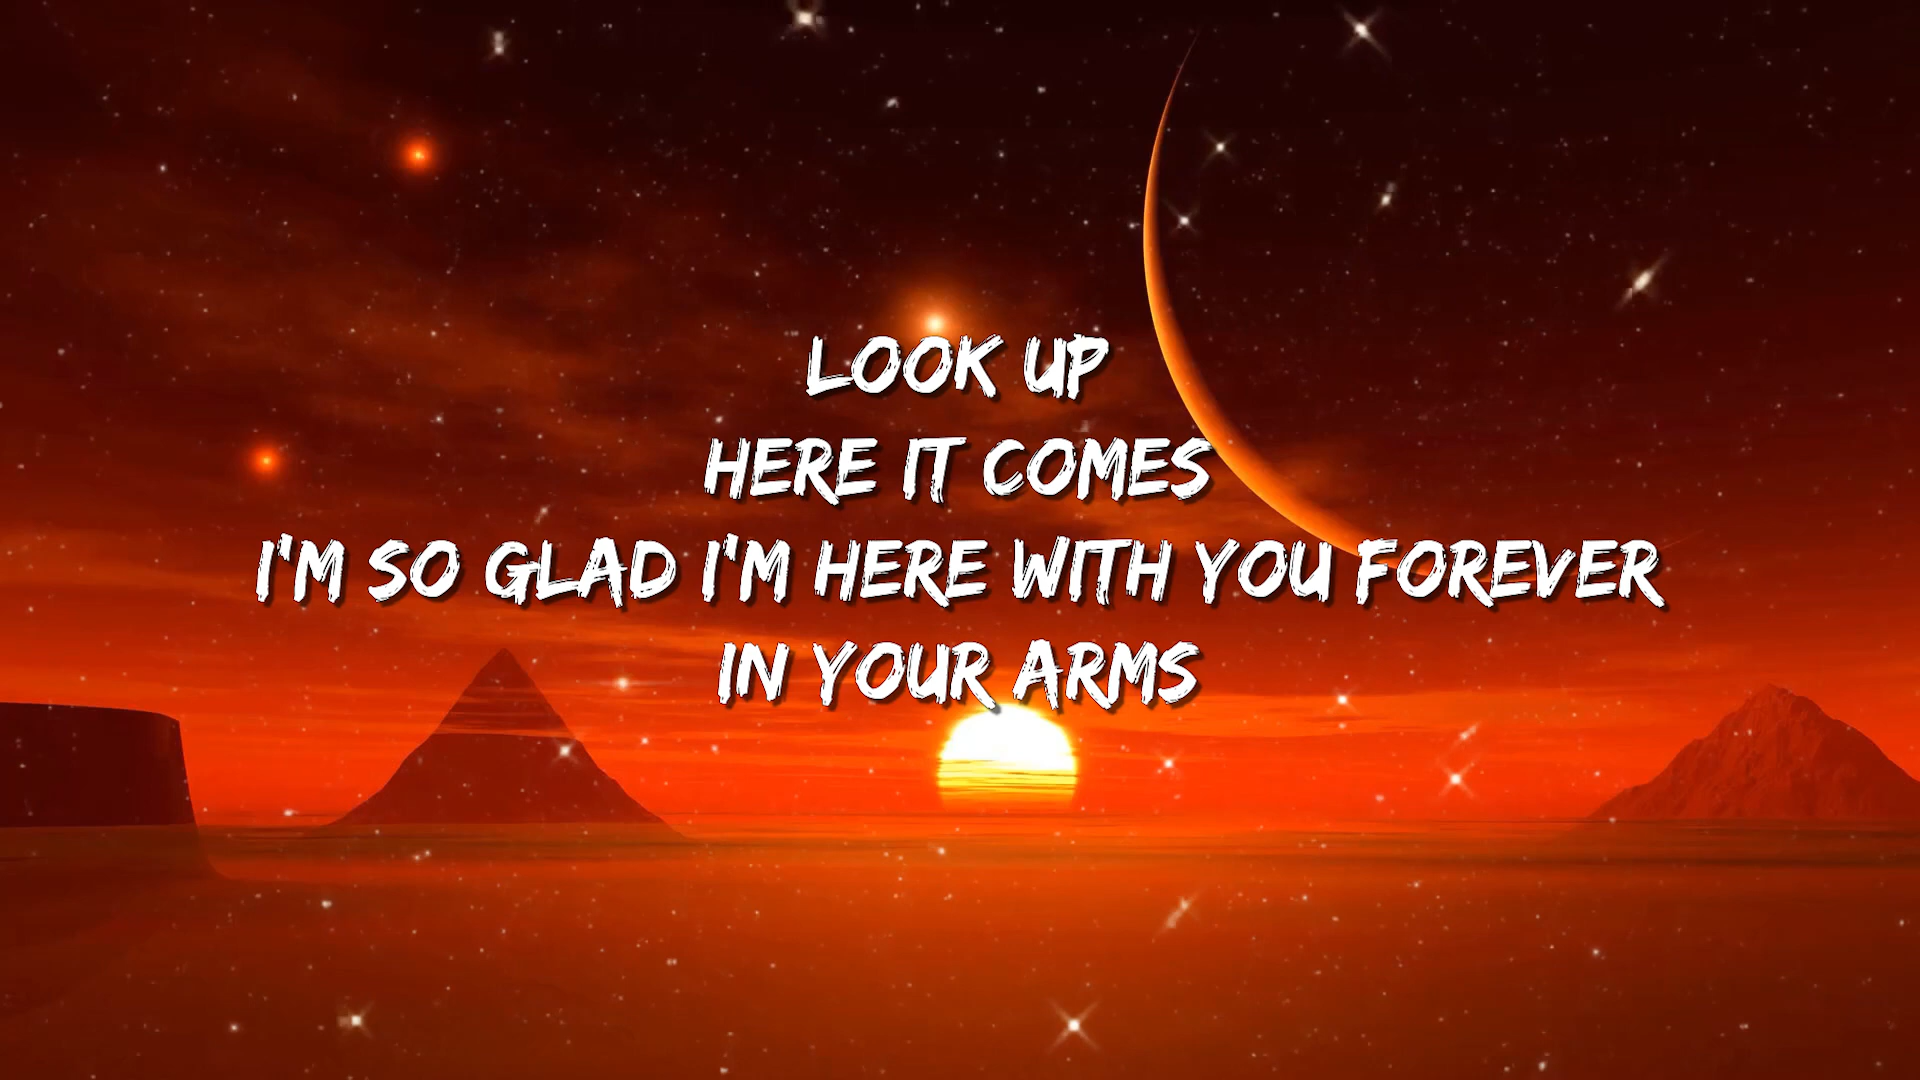 LOOK UP
HERE IT COMES
I'M SO GLAD I'M HERE WITH YOU FOREVER
IN YOUR ARMS